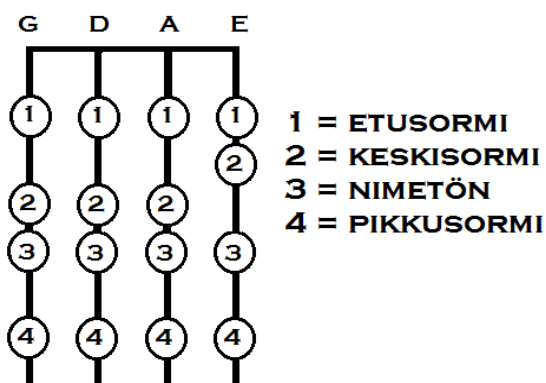 G D A E
1 1 1 1
2
2 2 2
3 3 3 3
4 4 4 4
1 = ETUSORMI
2 = KESKISORMI
3 = NIMETÖN
4 = PIKKUSORMI